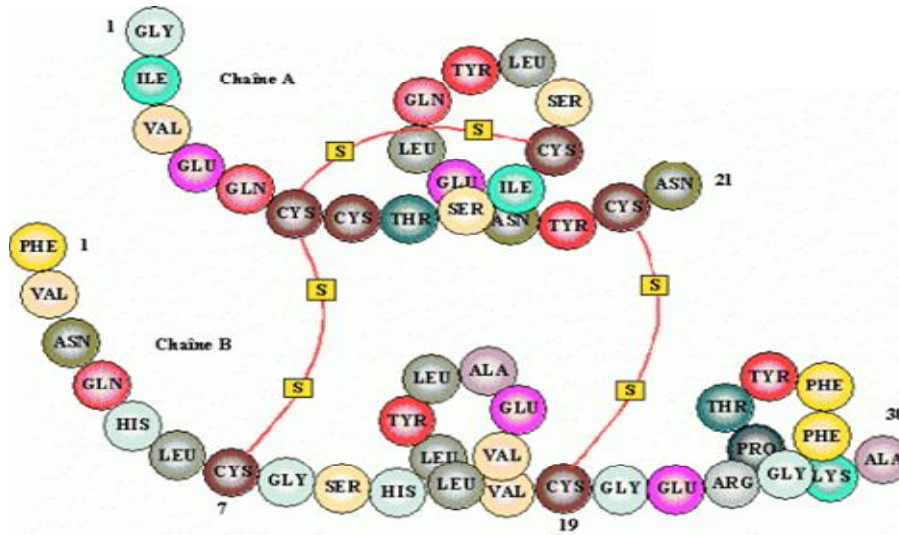 1
GLY
ILE
Chaîne A
VAL
GLU
GLN
CYS
CYS
THR
SER
ILE
CYS
SER
LEU
TYR
GLN
LEU
GLU
ASN
TYR
CYS
ASN
21
S
S
S
S
S
S
PHE
1
VAL
ASN
Chaîne B
GLN
HIS
LEU
CYS
7
GLY
SER
HIS
LEU
VAL
GLU
ALA
LEU
TYR
LEU
VAL
CYS
19
GLY
GLU
ARG
GLY
PHE
PHE
TYR
THR
PRO
LYS
ALA
30